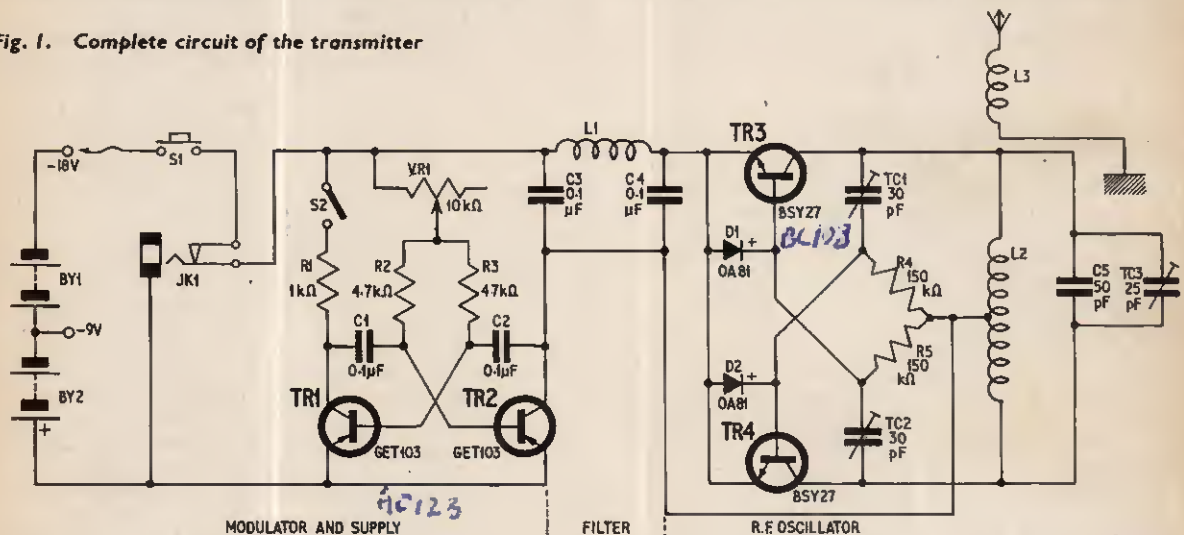 Fig. 1. Complete circuit of the transmitter
L3
-18V
S1
L1
TR3
S2
VR1
10kΩ
C3
0·1
μF
C4
0·1
μF
TC1
30
pF
BSY27
D1
+
OA81
JK1
BY1
-9V
BY2
+
R1
1kΩ
R2
4·7kΩ
R3
4·7kΩ
R4
150
kΩ
L2
C5
50
pF
TC3
25
pF
C1
0·1μF
C2
0·1μF
R5
150
kΩ
D2
+
OA81
TR1
TR2
TR4
GET103
GET103
TC2
30
pF
BSY27
MODULATOR AND SUPPLY
FILTER
R.F. OSCILLATOR